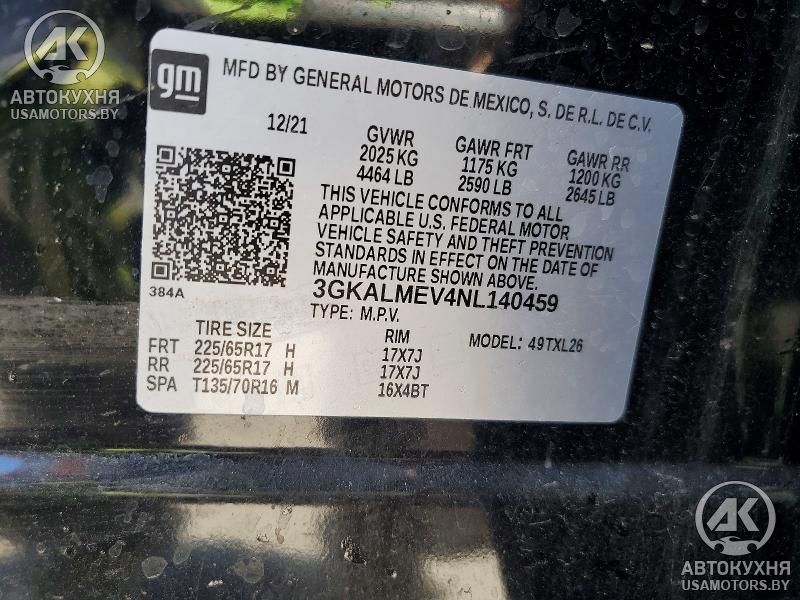 AK
АВТОКУХНЯ
USAMOTORS.BY
gm
MFD BY GENERAL MOTORS DE MEXICO, S. DE R.L. DE C.V.
12/21 GVWR GAWR FRT GAWR RR
2025 KG 1175 KG 1200 KG
4464 LB 2590 LB 2645 LB
THIS VEHICLE CONFORMS TO ALL
APPLICABLE U.S. FEDERAL MOTOR
VEHICLE SAFETY AND THEFT PREVENTION
STANDARDS IN EFFECT ON THE DATE OF
MANUFACTURE SHOWN ABOVE.
384A
3GKALMEV4NL140459
TYPE: M.P.V.
TIRE SIZE RIM MODEL: 49TXL26
FRT 225/65R17 H 17X7J
RR 225/65R17 H 17X7J
SPA T135/70R16 M 16X4BT
AK
АВТОКУХНЯ
USAMOTORS.BY